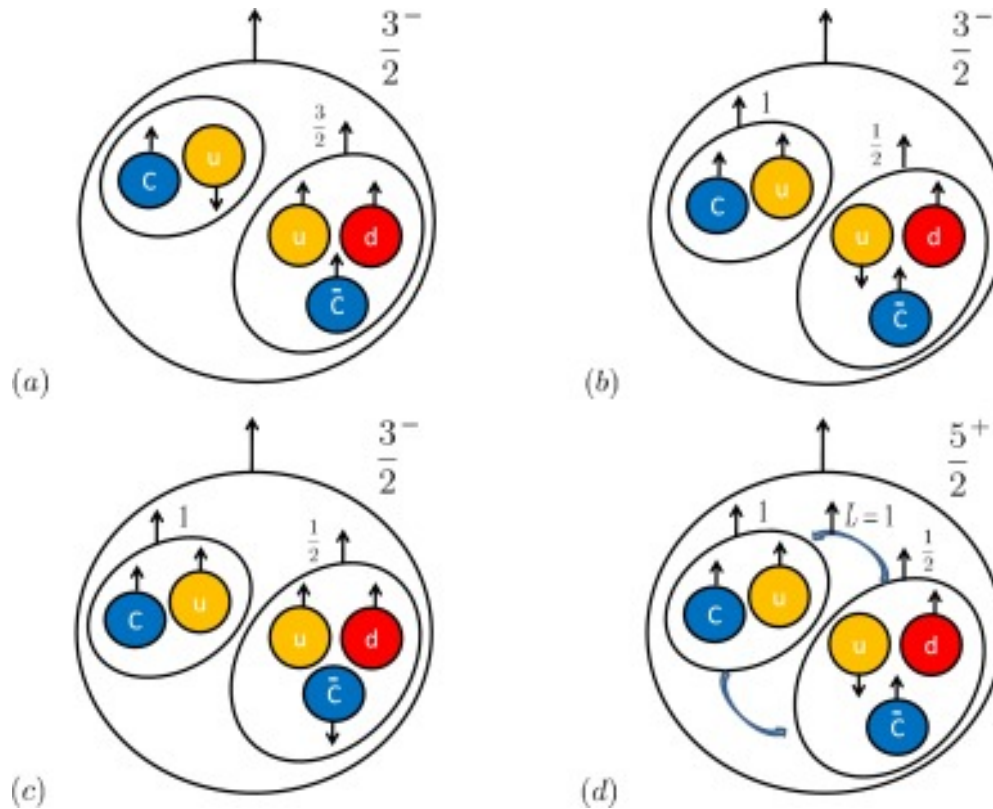 3/2⁻
3/2
c u
u d
c̄
(a)
3/2⁻
1
1/2
c u
u d
c̄
(b)
3/2⁻
1
1/2
c u
u d
c̄
(c)
5/2⁺
1
L=1
1/2
c u
u d
c̄
(d)